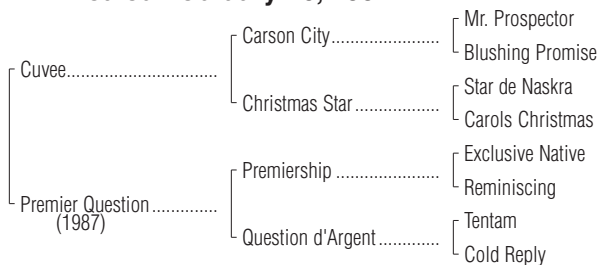 Mr. Prospector
Carson City
Blushing Promise
Cuvee
Star de Naskra
Christmas Star
Carols Christmas
Exclusive Native
Premiership
Reminiscing
Premier Question
(1987)
Tentam
Question d'Argent
Cold Reply